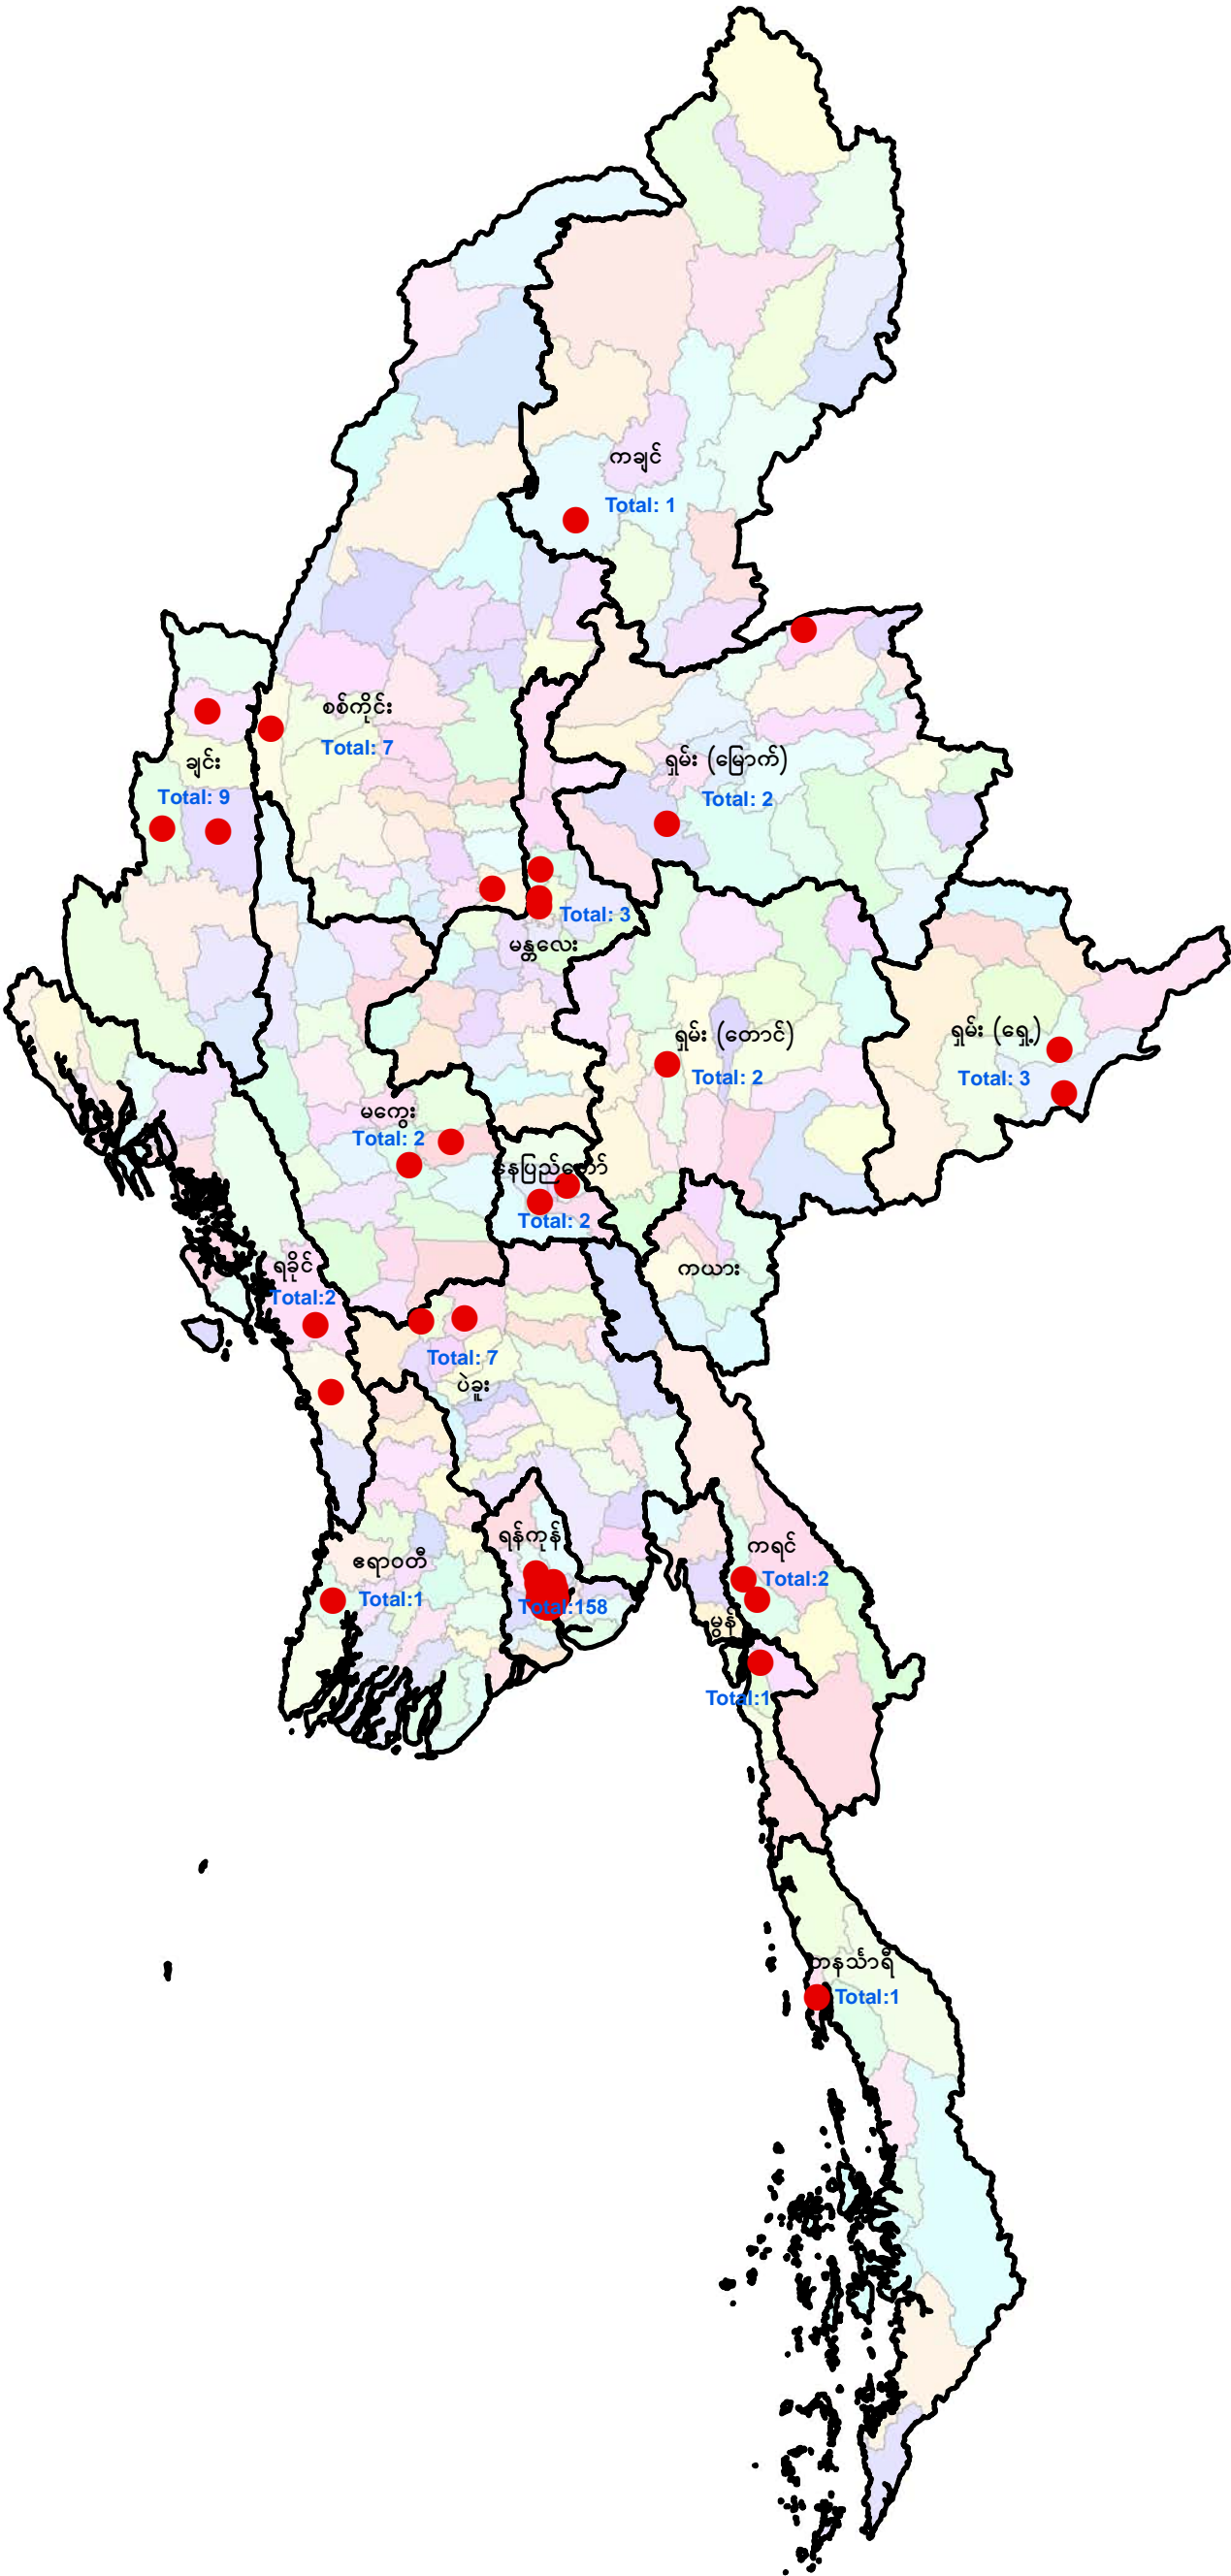 ကချင်
Total: 1
စစ်ကိုင်း
Total: 7
ချင်း
Total: 9
ရှမ်း (မြောက်)
Total: 2
Total: 3
မန္တလေး
ရှမ်း (တောင်)
Total: 2
ရှမ်း (ရှေ့)
Total: 3
မကွေး
Total: 2
နေပြည်တော်
Total: 2
ရခိုင်
Total:2
ကယား
Total: 7
ပဲခူး
ရန်ကုန်
Total:158
ဧရာဝတီ
Total:1
ကရင်
Total:2
မွန်
Total:1
တနင်္သာရီ
Total:1